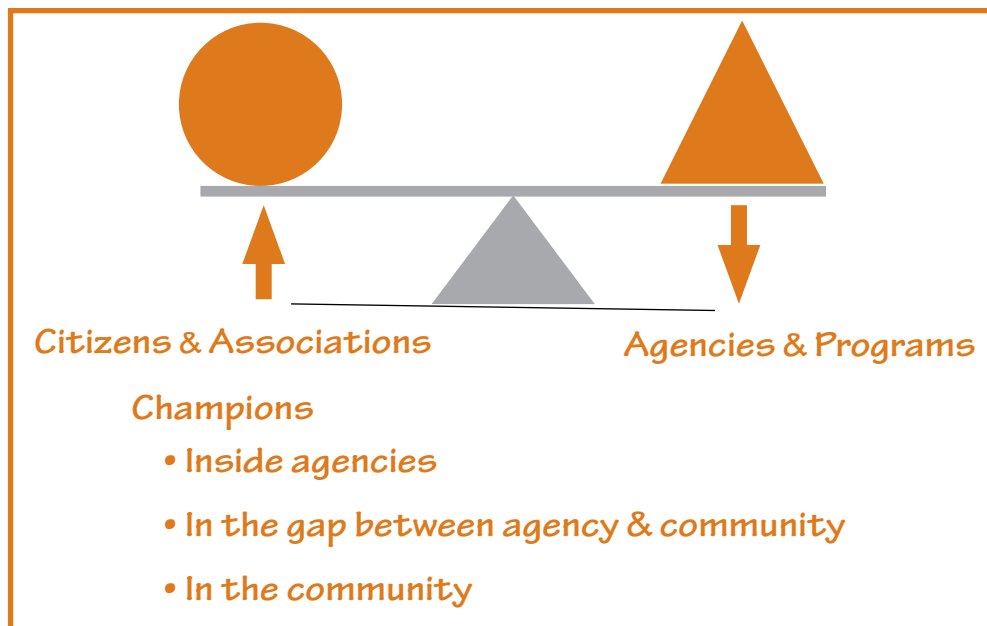 Citizens & Associations
Agencies & Programs
Champions
• Inside agencies
• In the gap between agency & community
• In the community